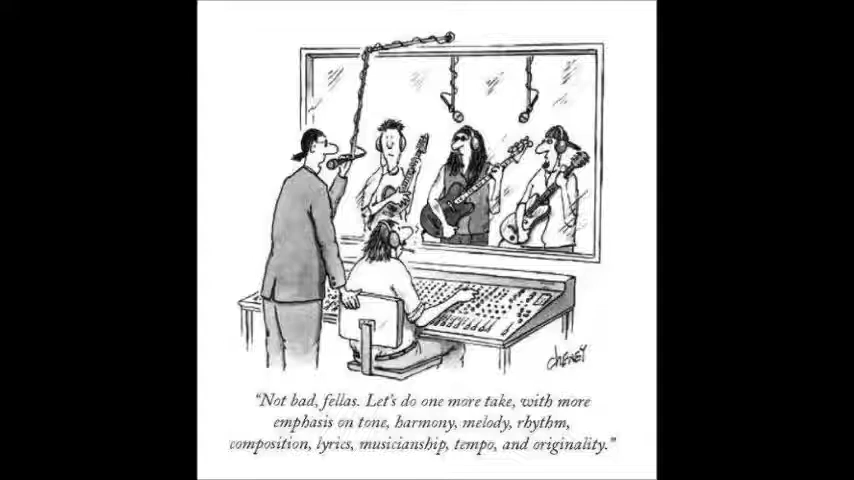 CHENEY
“Not bad, fellas. Let’s do one more take, with more
emphasis on tone, harmony, melody, rhythm,
composition, lyrics, musicianship, tempo, and originality.”